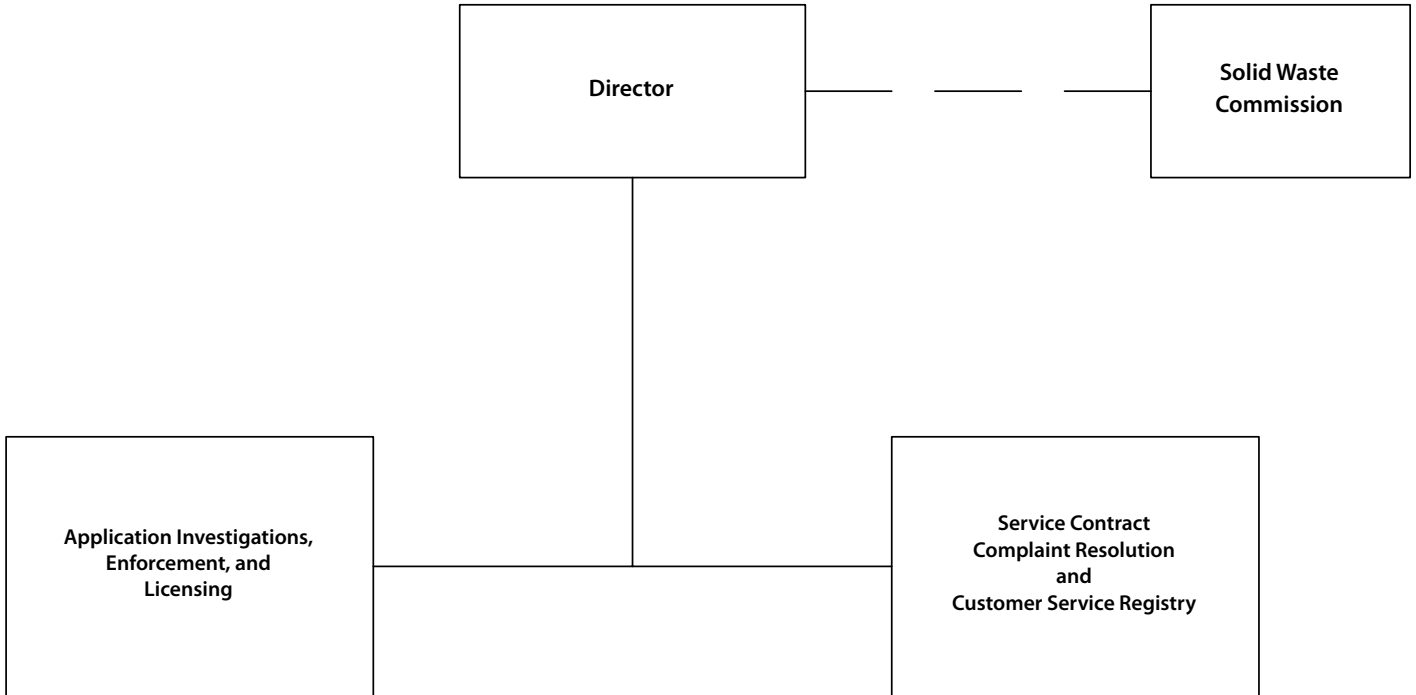 Director
Solid Waste
Commission
Application Investigations,
Enforcement, and
Licensing
Service Contract
Complaint Resolution
and
Customer Service Registry